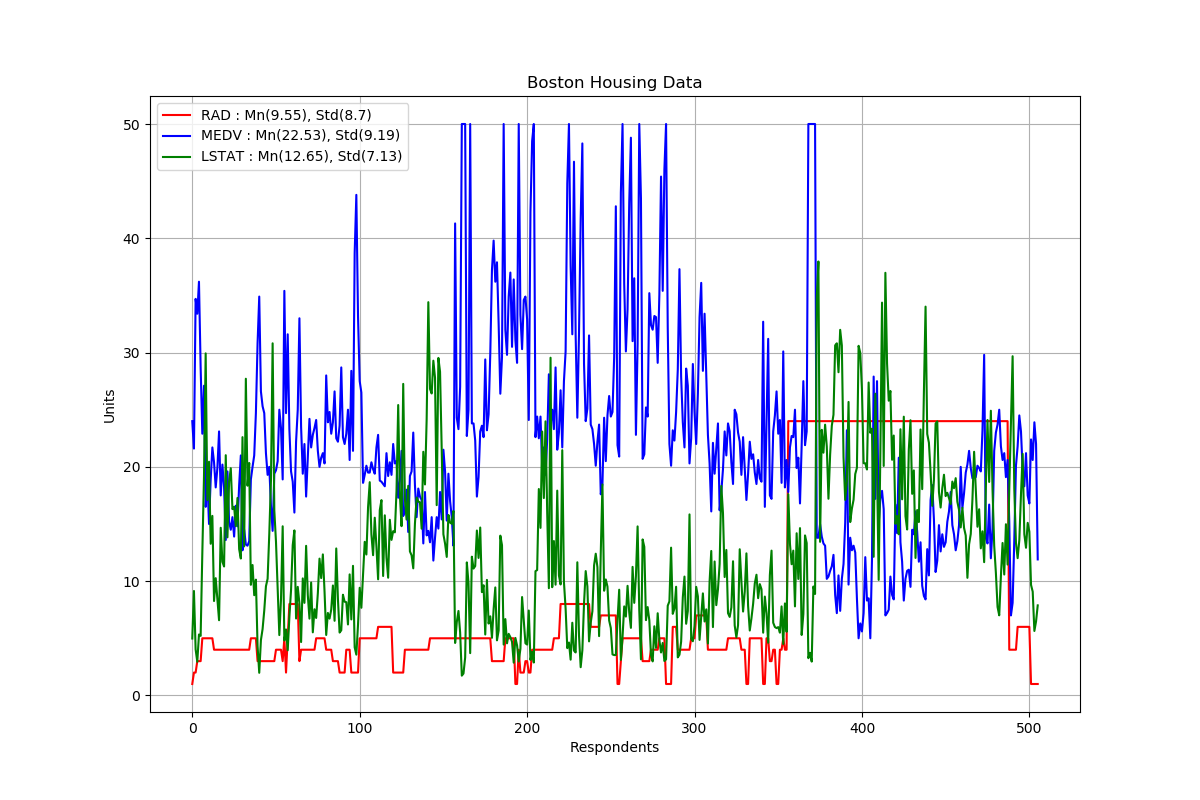 Boston Housing Data
RAD : Mn(9.55), Std(8.7)
MEDV : Mn(22.53), Std(9.19)
LSTAT : Mn(12.65), Std(7.13)
50
40
30
20
10
0
Units
0 100 200 300 400 500
Respondents